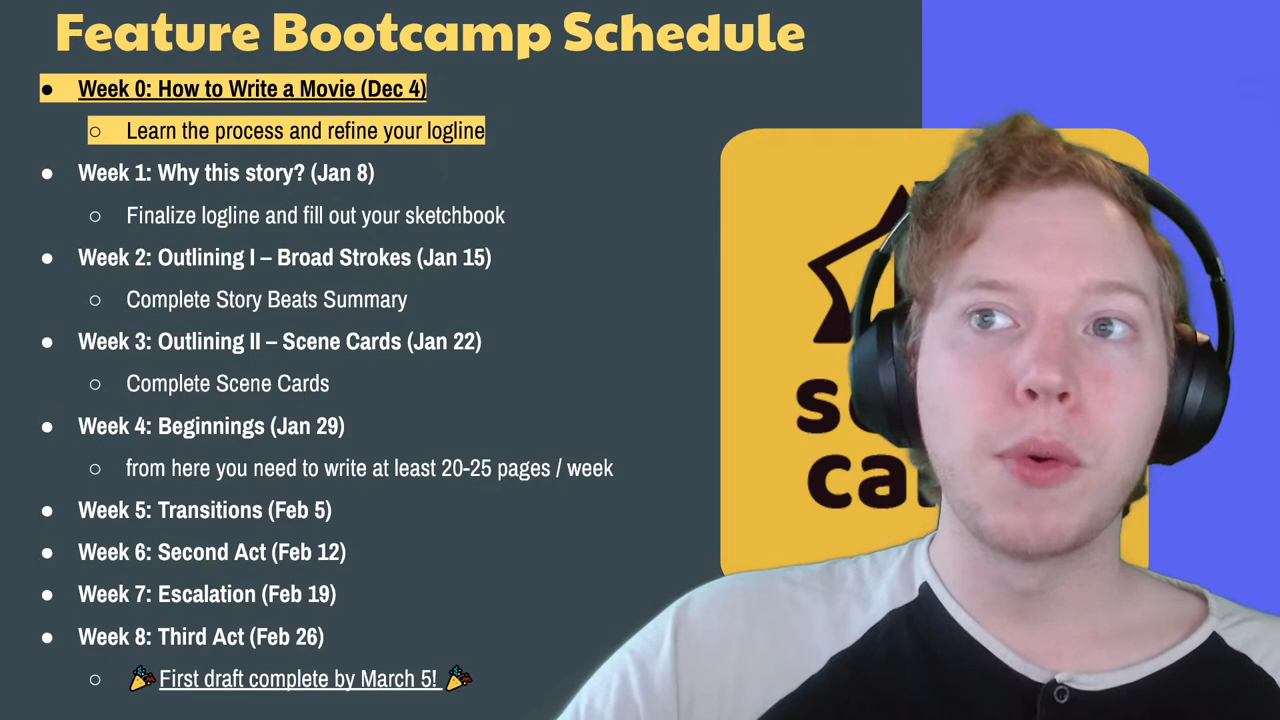 Feature Bootcamp Schedule
● Week 0: How to Write a Movie (Dec 4)
○ Learn the process and refine your logline
● Week 1: Why this story? (Jan 8)
○ Finalize logline and fill out your sketchbook
● Week 2: Outlining I – Broad Strokes (Jan 15)
○ Complete Story Beats Summary
● Week 3: Outlining II – Scene Cards (Jan 22)
○ Complete Scene Cards
● Week 4: Beginnings (Jan 29)
○ from here you need to write at least 20-25 pages / week
● Week 5: Transitions (Feb 5)
● Week 6: Second Act (Feb 12)
● Week 7: Escalation (Feb 19)
● Week 8: Third Act (Feb 26)
○ 🎉First draft complete by March 5! 🎉